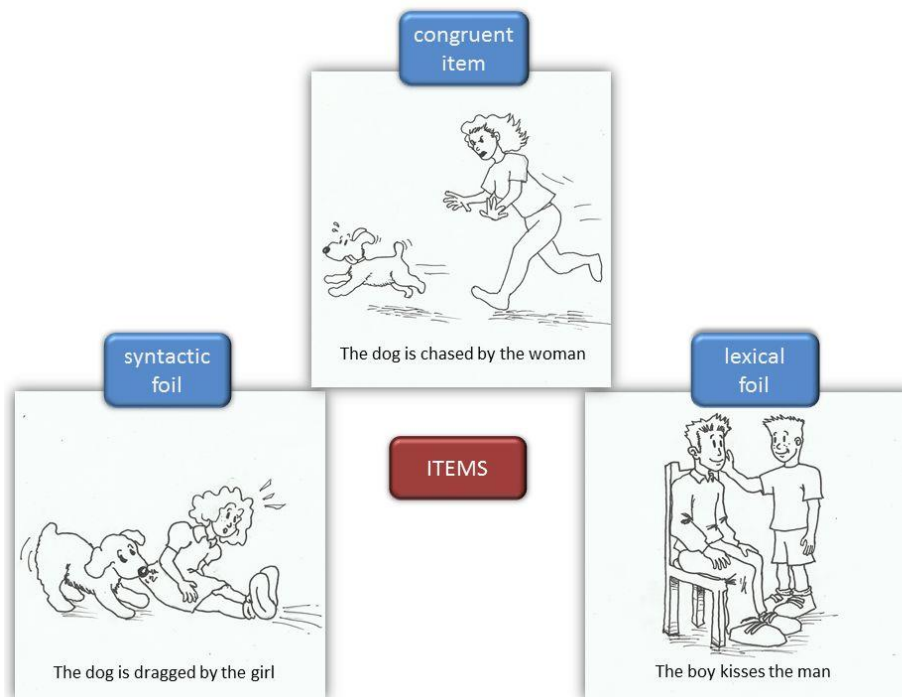 congruent
item
The dog is chased by the woman
syntactic
foil
The dog is dragged by the girl
ITEMS
lexical
foil
The boy kisses the man